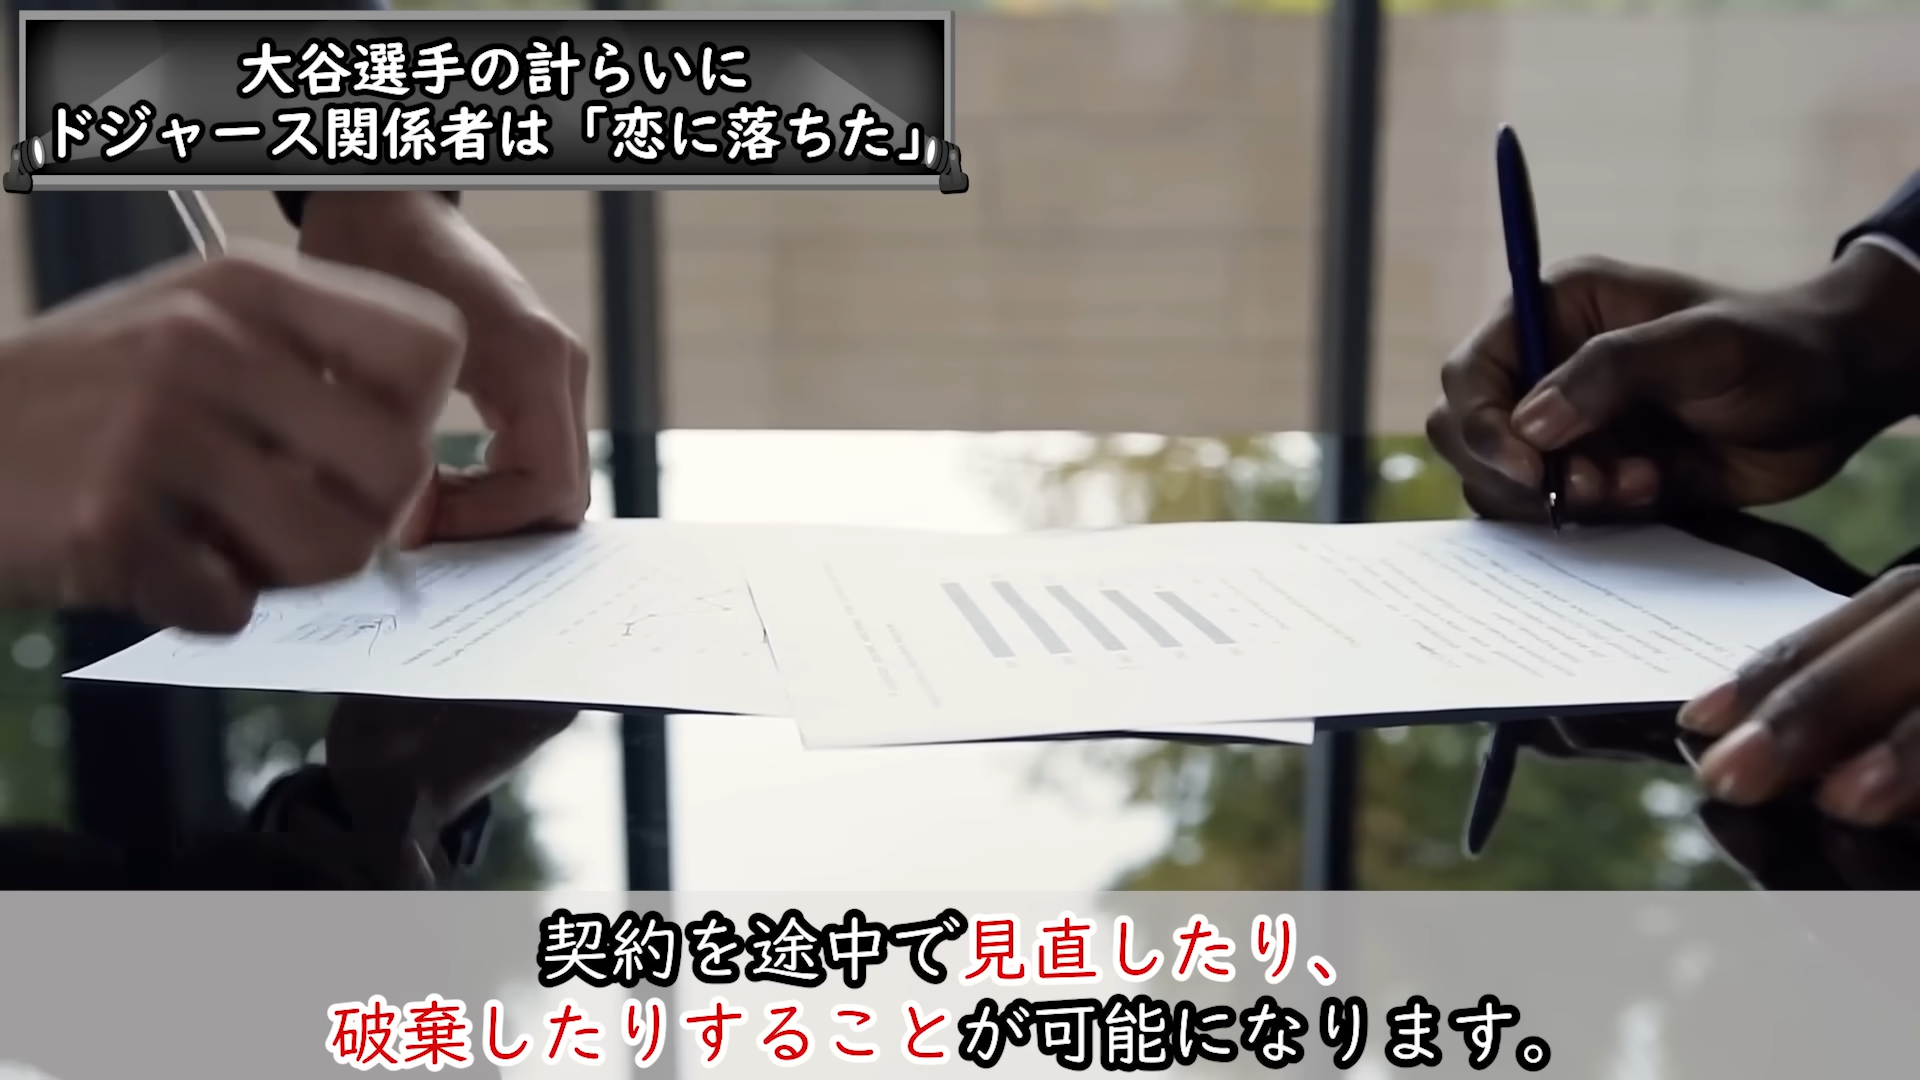 大谷選手の計らいに
ドジャース関係者は「恋に落ちた」
契約を途中で見直したり、
破棄したりすることが可能になります。